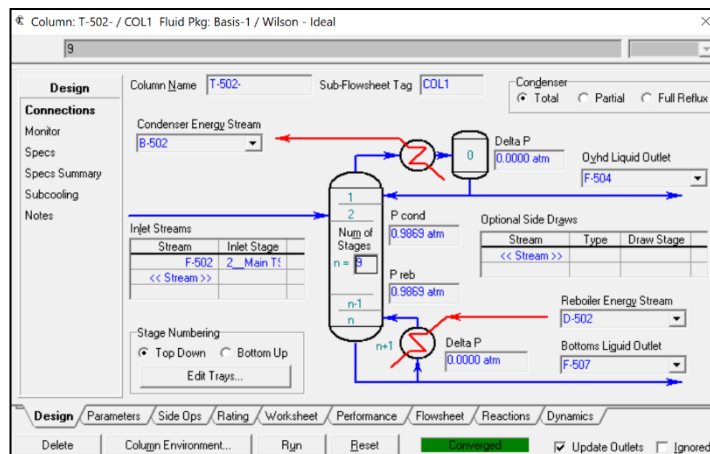 Column: T-502- / COL1 Fluid Pkg: Basis-1 / Wilson - Ideal
9
Design
Connections
Monitor
Specs
Specs Summary
Subcooling
Notes
Column Name T-502- Sub-Flowsheet Tag COL1
Condenser
Total Partial Full Reflux
Condenser Energy Stream
B-502
0
Delta P
0.0000 atm
Ovhd Liquid Outlet
F-504
1
2
Num of
Stages
n = 9
n-1
n
P cond
0.9869 atm
P reb
0.9869 atm
Inlet Streams
Stream Inlet Stage
F-502 2__Main TS
<< Stream >>
Optional Side Draws
Stream Type Draw Stage
<< Stream >>
Stage Numbering
Top Down Bottom Up
Edit Trays...
n+1
Delta P
0.0000 atm
Reboiler Energy Stream
D-502
Bottoms Liquid Outlet
F-507
Design Parameters Side Ops Rating Worksheet Performance Flowsheet Reactions Dynamics
Delete Column Environment... Run Reset Converged Update Outlets Ignored